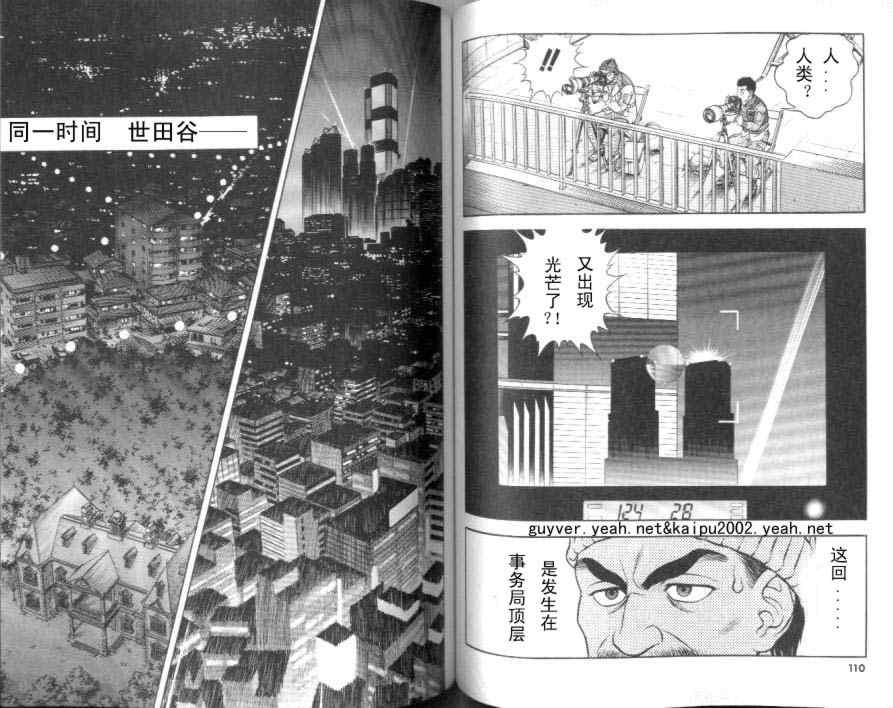 人...
人类?
!!
又出现
光芒了?!
124 28
guyver.yeah.net&kaipu2002.yeah.net
这回.....
是发生在
事务局顶层
110
同一时间 世田谷——